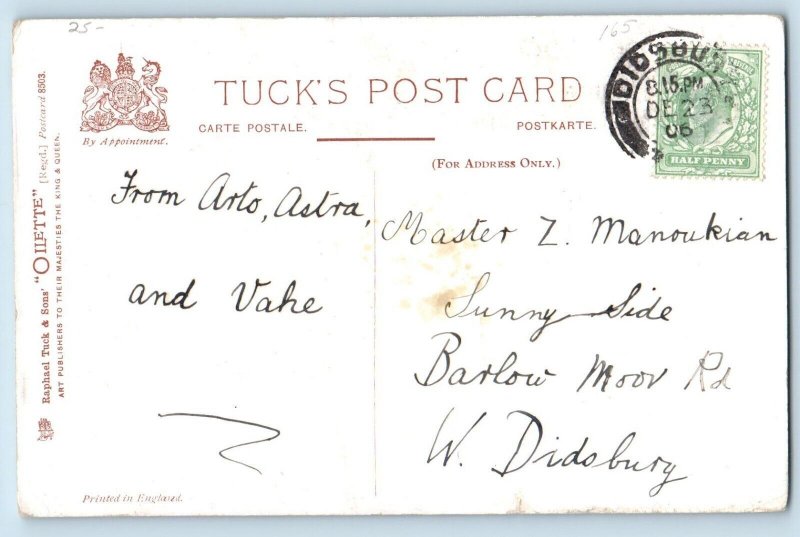 25-
165
TUCK'S POST CARD
CARTE POSTALE.
POSTKARTE.
(FOR ADDRESS ONLY.)
By Appointment.
Raphael Tuck & Sons' "OILETTE" [Regd.] Postcard 8503.
ART PUBLISHERS TO THEIR MAJESTIES THE KING & QUEEN.
DIDSBURY
8.15.PM
DE 23
06
HALF PENNY
From Arto, Astra,
and Vahe
Master Z. Manoukian
Sunny Side
Barlow Moor Rd
W. Didsbury
Printed in England.